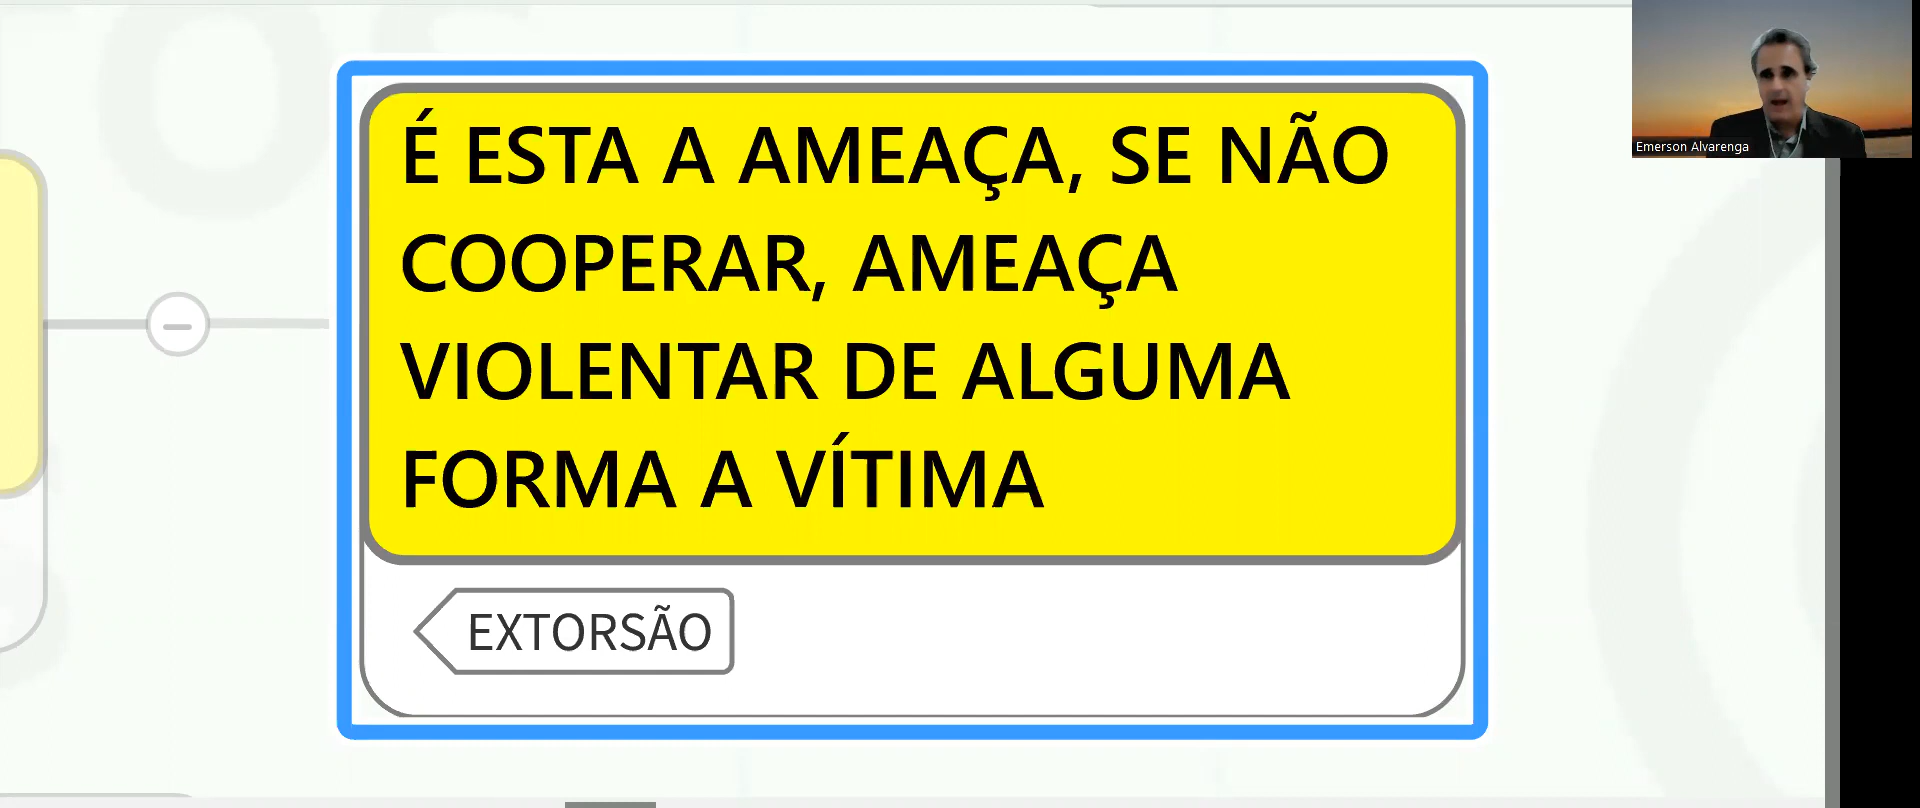 É ESTA A AMEAÇA, SE NÃO
COOPERAR, AMEAÇA
VIOLENTAR DE ALGUMA
FORMA A VÍTIMA
EXTORSÃO
Emerson Alvarenga